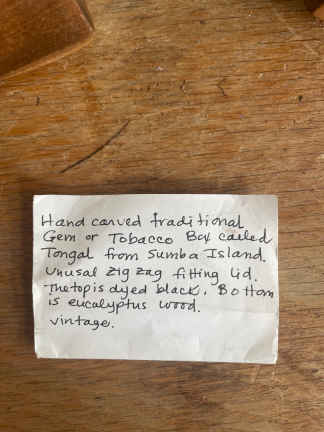 Hand carved traditional
Gem or Tobacco Box called
Tongal from Sumba Island.
Unusal zig zag fitting lid.
The top is dyed black. Bottom
is eucalyptus wood.
vintage.